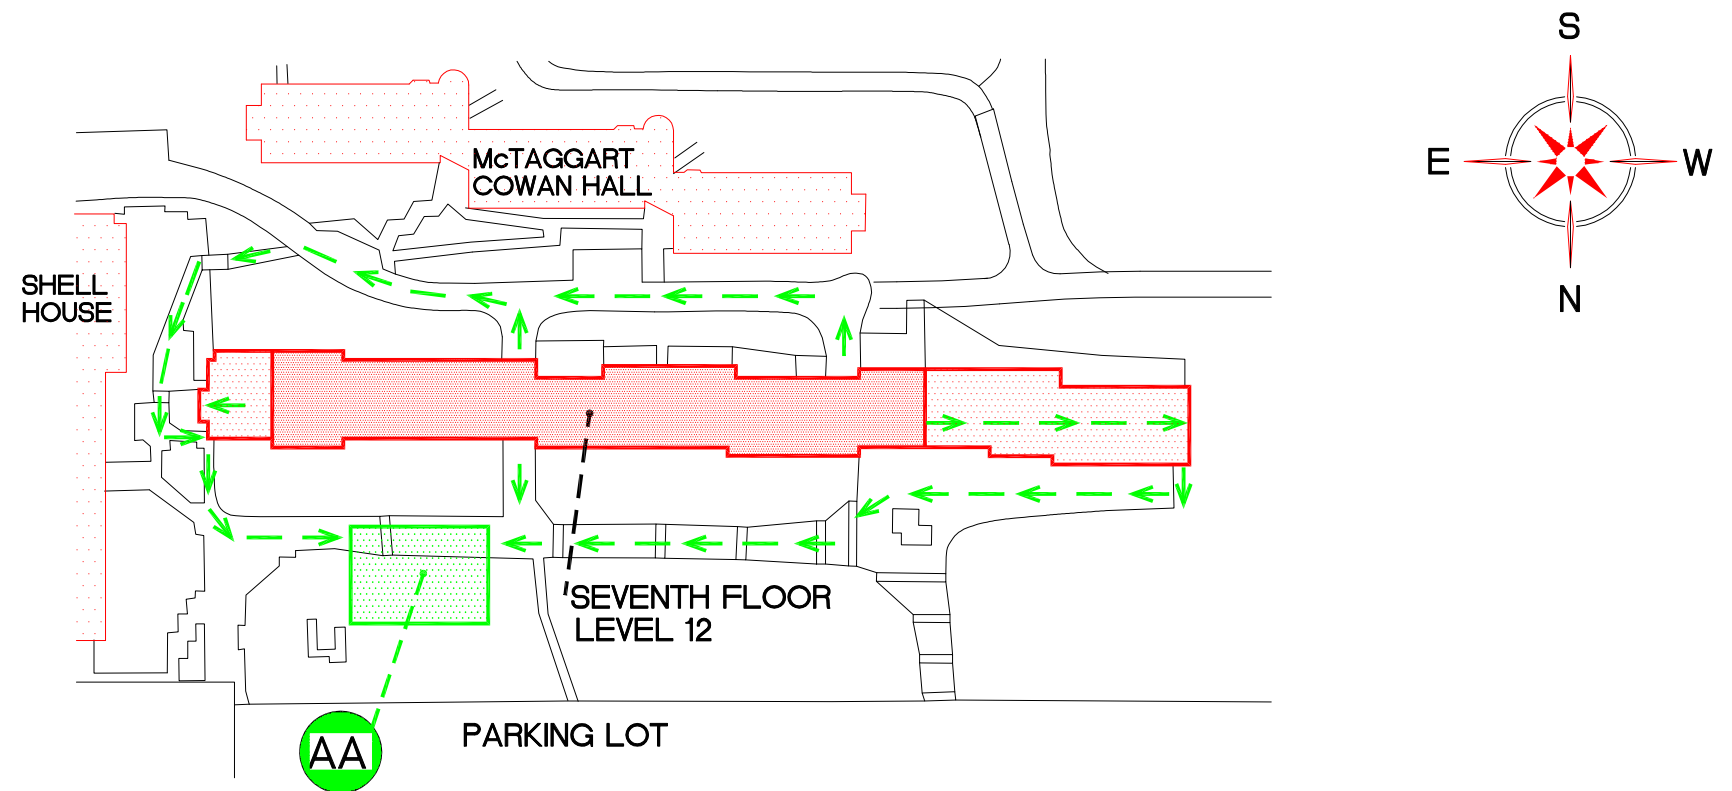 S
E
W
N
McTAGGART
COWAN HALL
SHELL
HOUSE
SEVENTH FLOOR
LEVEL 12
PARKING LOT
AA